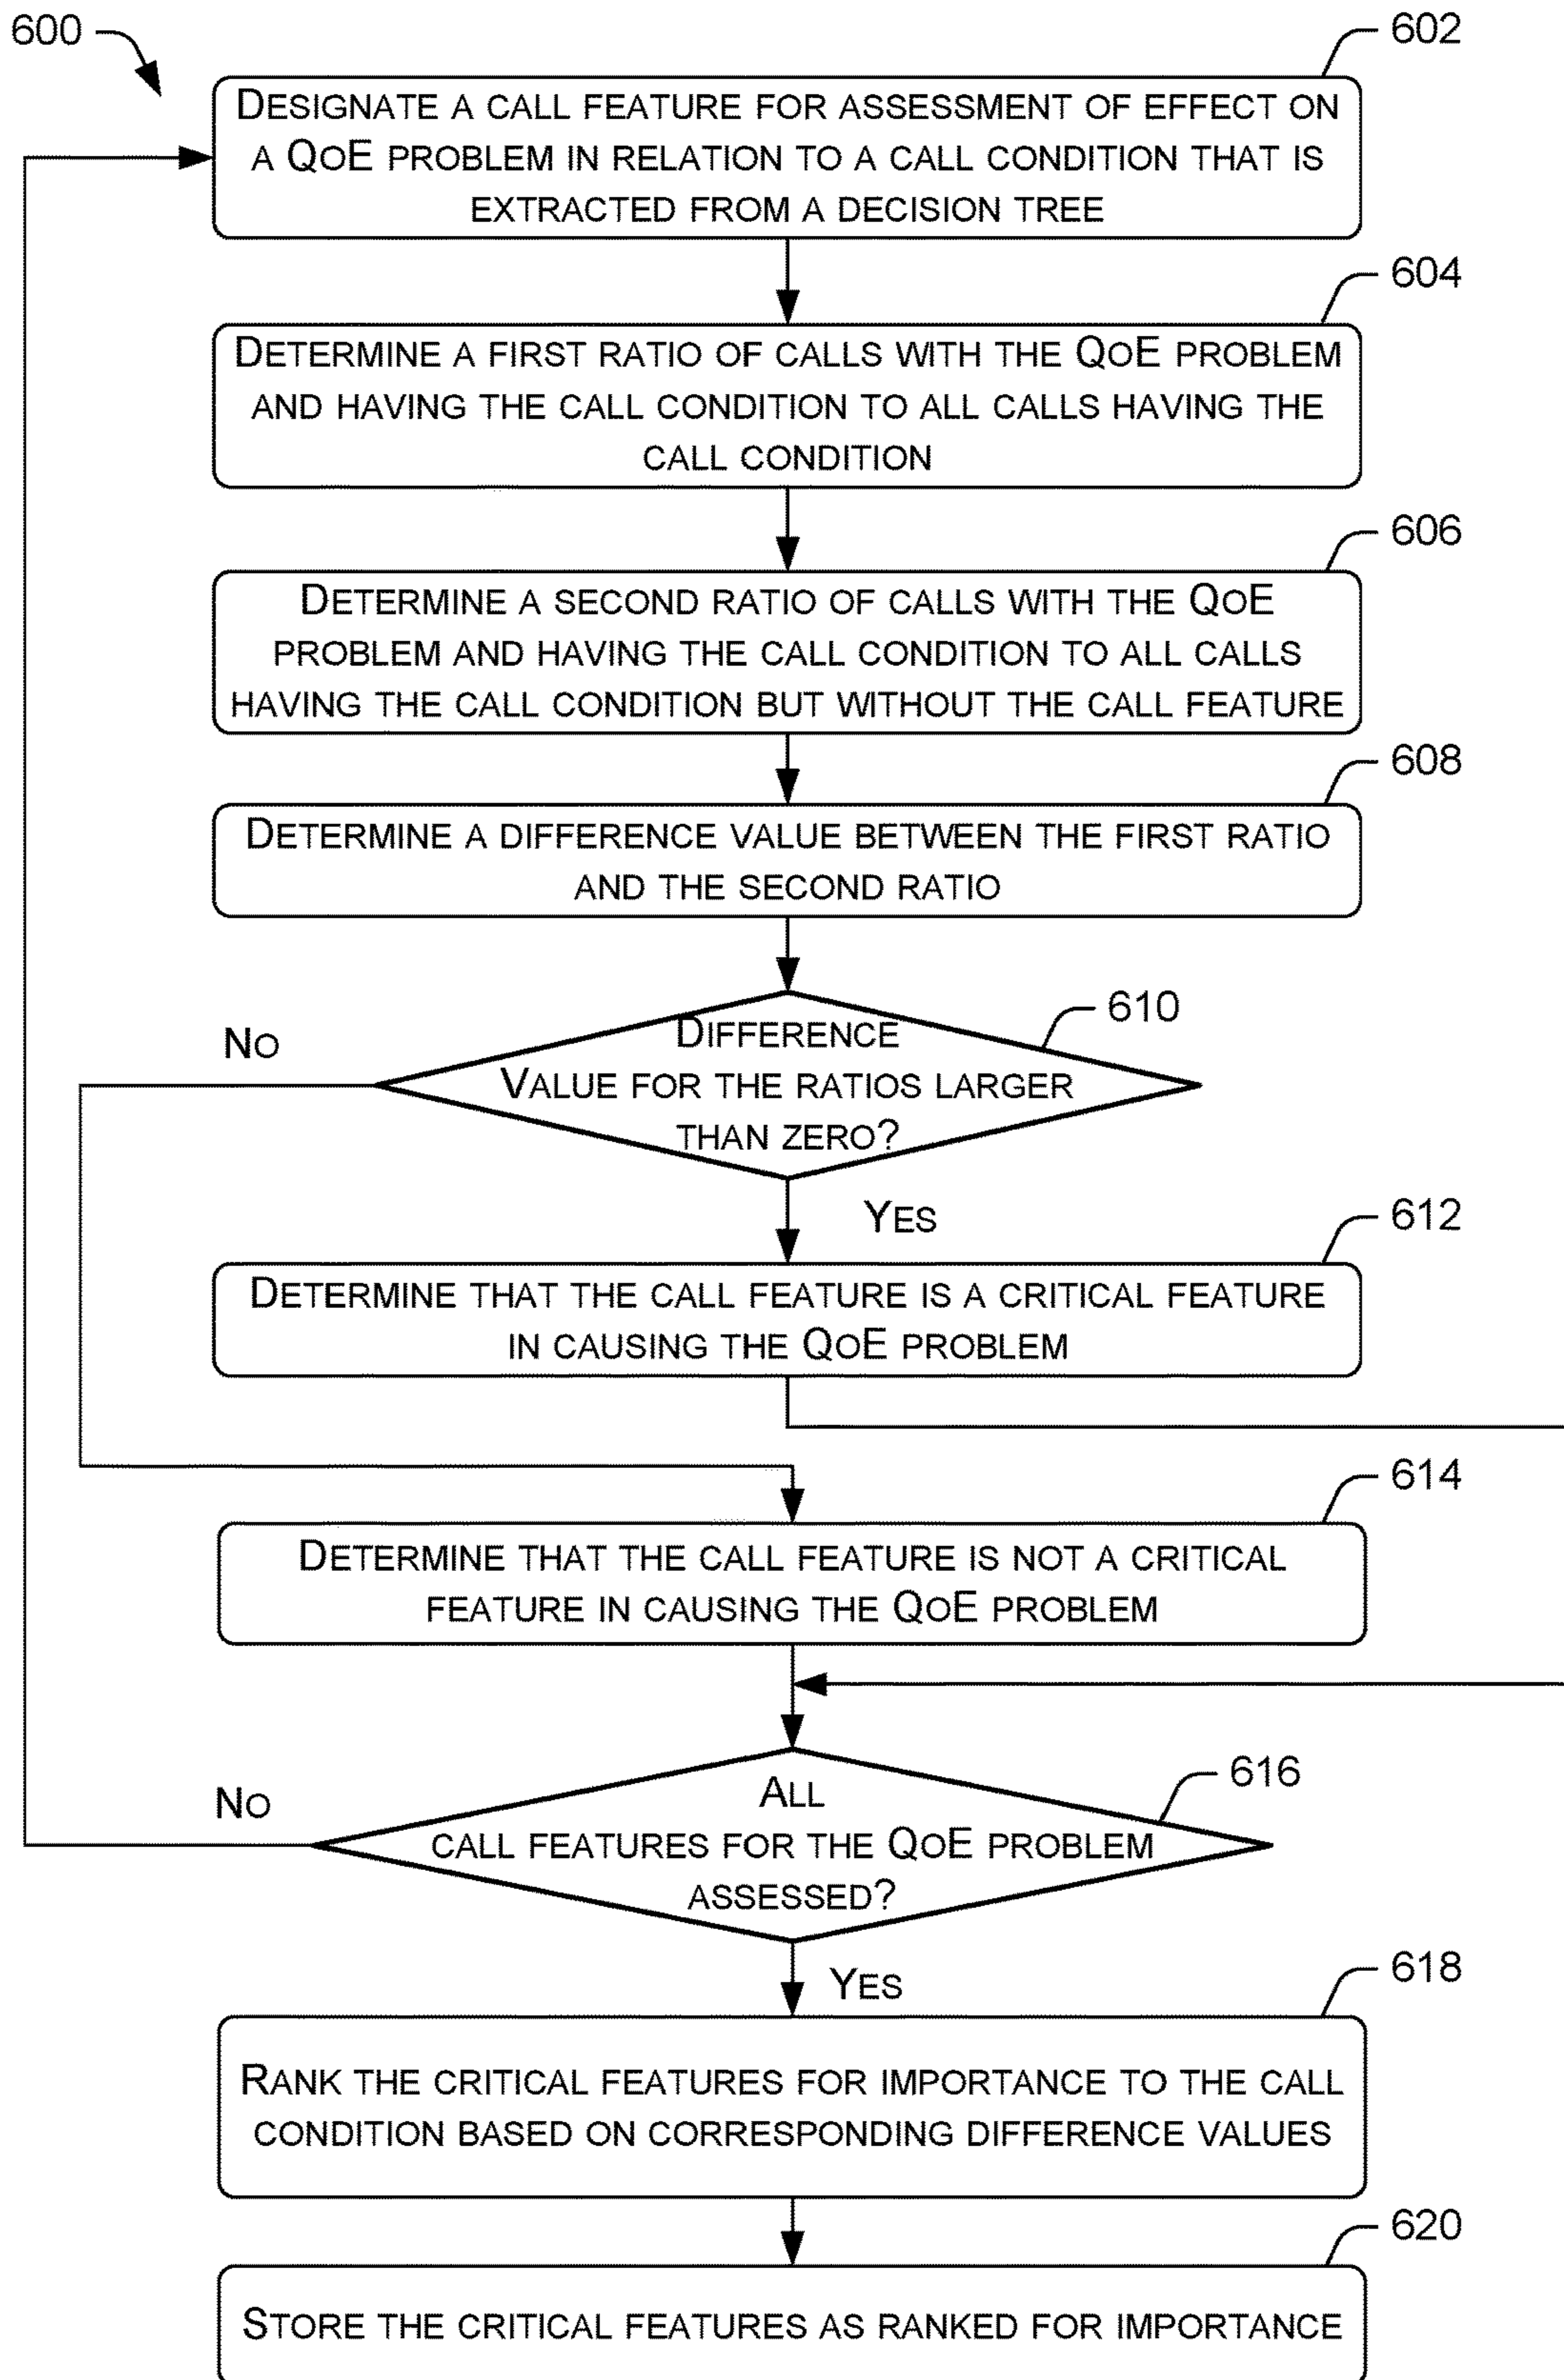 600
602
DESIGNATE A CALL FEATURE FOR ASSESSMENT OF EFFECT ON
A QOE PROBLEM IN RELATION TO A CALL CONDITION THAT IS
EXTRACTED FROM A DECISION TREE
604
DETERMINE A FIRST RATIO OF CALLS WITH THE QOE PROBLEM
AND HAVING THE CALL CONDITION TO ALL CALLS HAVING THE
CALL CONDITION
606
DETERMINE A SECOND RATIO OF CALLS WITH THE QOE
PROBLEM AND HAVING THE CALL CONDITION TO ALL CALLS
HAVING THE CALL CONDITION BUT WITHOUT THE CALL FEATURE
608
DETERMINE A DIFFERENCE VALUE BETWEEN THE FIRST RATIO
AND THE SECOND RATIO
610
NO
DIFFERENCE
VALUE FOR THE RATIOS LARGER
THAN ZERO?
YES
612
DETERMINE THAT THE CALL FEATURE IS A CRITICAL FEATURE
IN CAUSING THE QOE PROBLEM
614
DETERMINE THAT THE CALL FEATURE IS NOT A CRITICAL
FEATURE IN CAUSING THE QOE PROBLEM
616
NO
ALL
CALL FEATURES FOR THE QOE PROBLEM
ASSESSED?
YES
618
RANK THE CRITICAL FEATURES FOR IMPORTANCE TO THE CALL
CONDITION BASED ON CORRESPONDING DIFFERENCE VALUES
620
STORE THE CRITICAL FEATURES AS RANKED FOR IMPORTANCE